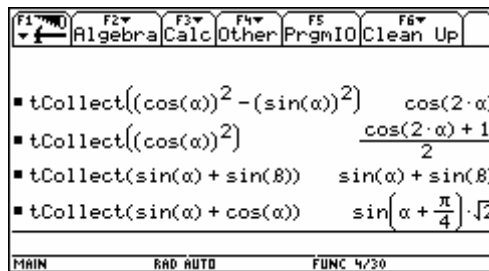 F1 F2 F3 F4 F5 F6
Algebra Calc Other PrgmIO Clean Up
▪ tCollect((cos(α))² - (sin(α))²) cos(2·α)
▪ tCollect((cos(α))²) (cos(2·α) + 1)/2
▪ tCollect(sin(α) + sin(β)) sin(α) + sin(β)
▪ tCollect(sin(α) + cos(α)) sin(α + π/4)·√2
MAIN RAD AUTO FUNC 4/30